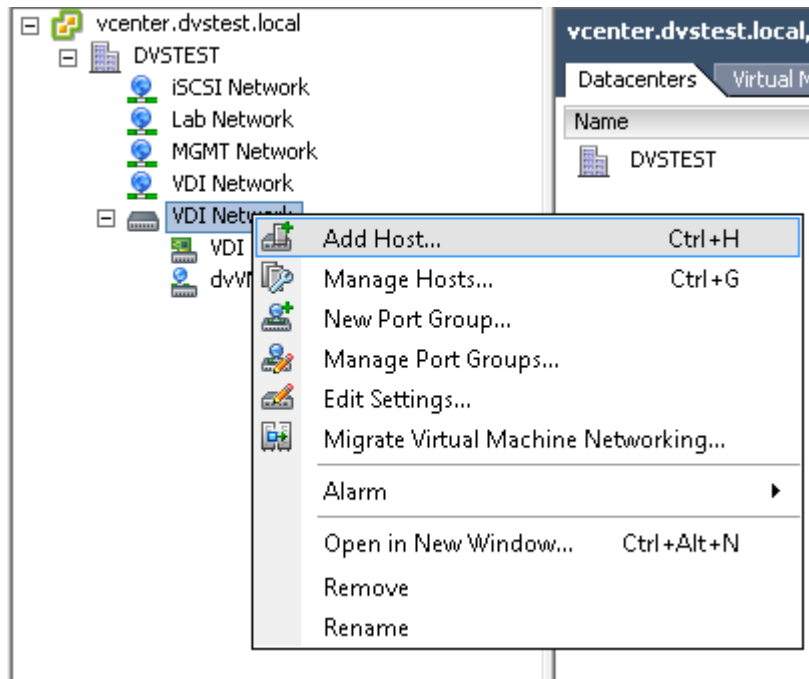 vcenter.dvstest.local
DVSTEST
iSCSI Network
Lab Network
MGMT Network
VDI Network
VDI Network
VDI
vcenter.dvstest.local,
Datacenters Virtual
Name
DVSTEST
Add Host... Ctrl+H
Manage Hosts... Ctrl+G
New Port Group...
Manage Port Groups...
Edit Settings...
Migrate Virtual Machine Networking...
Alarm
Open in New Window... Ctrl+Alt+N
Remove
Rename